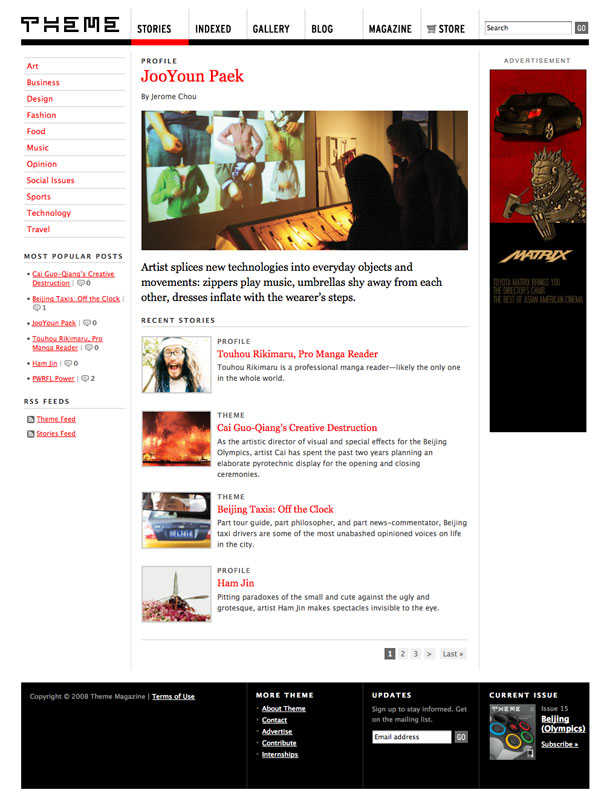 THEME
STORIES
INDEXED
GALLERY
BLOG
MAGAZINE
STORE
Search
GO
Art
Business
Design
Fashion
Food
Music
Opinion
Social Issues
Sports
Technology
Travel
MOST POPULAR POSTS
• Cai Guo-Qiang's Creative
Destruction | 0
• Beijing Taxis: Off the Clock |
1
• JooYoun Paek | 0
• Touhou Rikimaru, Pro
Manga Reader | 0
• Ham Jin | 0
• PWRFL Power | 2
RSS FEEDS
Theme Feed
Stories Feed
PROFILE
JooYoun Paek
By Jerome Chou
Artist splices new technologies into everyday objects and
movements: zippers play music, umbrellas shy away from each
other, dresses inflate with the wearer's steps.
RECENT STORIES
PROFILE
Touhou Rikimaru, Pro Manga Reader
Touhou Rikimaru is a professional manga reader—likely the only one
in the whole world.
THEME
Cai Guo-Qiang's Creative Destruction
As the artistic director of visual and special effects for the Beijing
Olympics, artist Cai has spent the past two years planning an
elaborate pyrotechnic display for the opening and closing
ceremonies.
THEME
Beijing Taxis: Off the Clock
Part tour guide, part philosopher, and part news-commentator, Beijing
taxi drivers are some of the most unabashed opinioned voices on life
in the city.
PROFILE
Ham Jin
Pitting paradoxes of the small and cute against the ugly and
grotesque, artist Ham Jin makes spectacles invisible to the eye.
1 2 3 > Last »
ADVERTISEMENT
MATRIX
TOYOTA MATRIX BRINGS YOU
THE DIRECTOR'S CHAIR
THE BEST OF ASIAN AMERICAN CINEMA
Copyright © 2008 Theme Magazine | Terms of Use
MORE THEME
About Theme
Contact
Advertise
Contribute
Internships
UPDATES
Sign up to stay informed. Get
on the mailing list.
Email address
GO
CURRENT ISSUE
THEME
Issue 15
Beijing
(Olympics)
Subscribe »